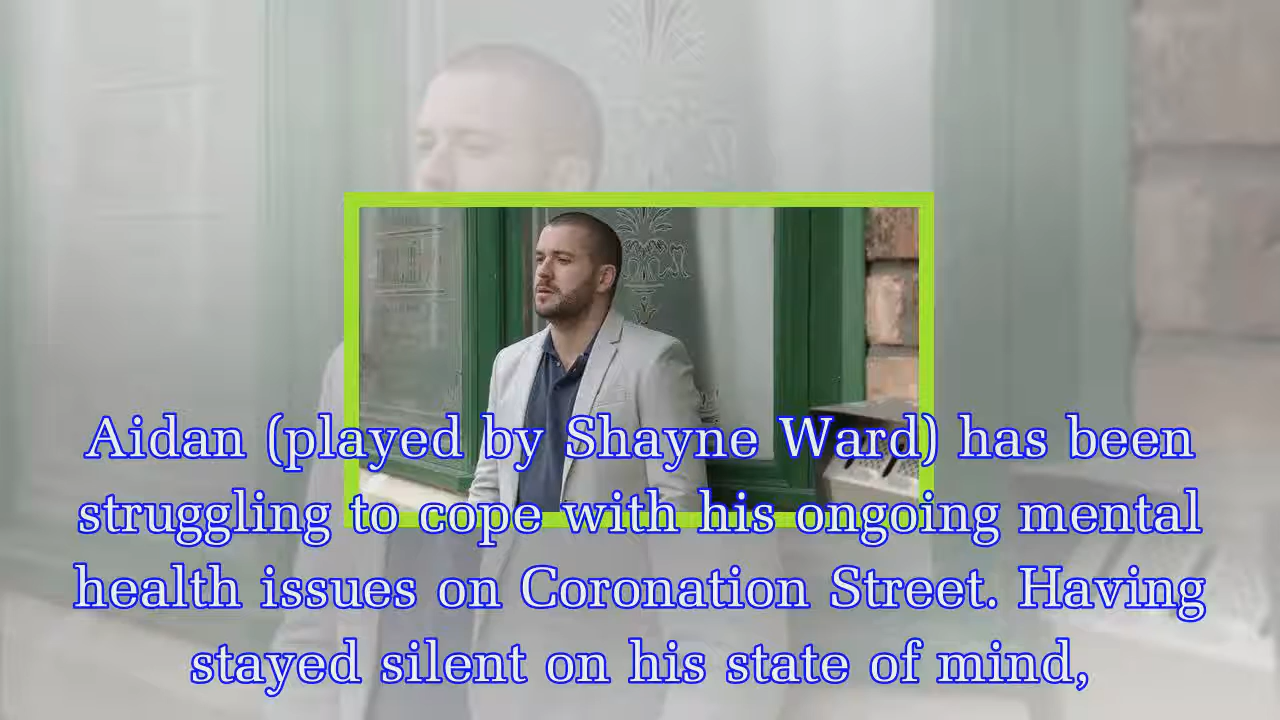 Aidan (played by Shayne Ward) has been
struggling to cope with his ongoing mental
health issues on Coronation Street. Having
stayed silent on his state of mind,